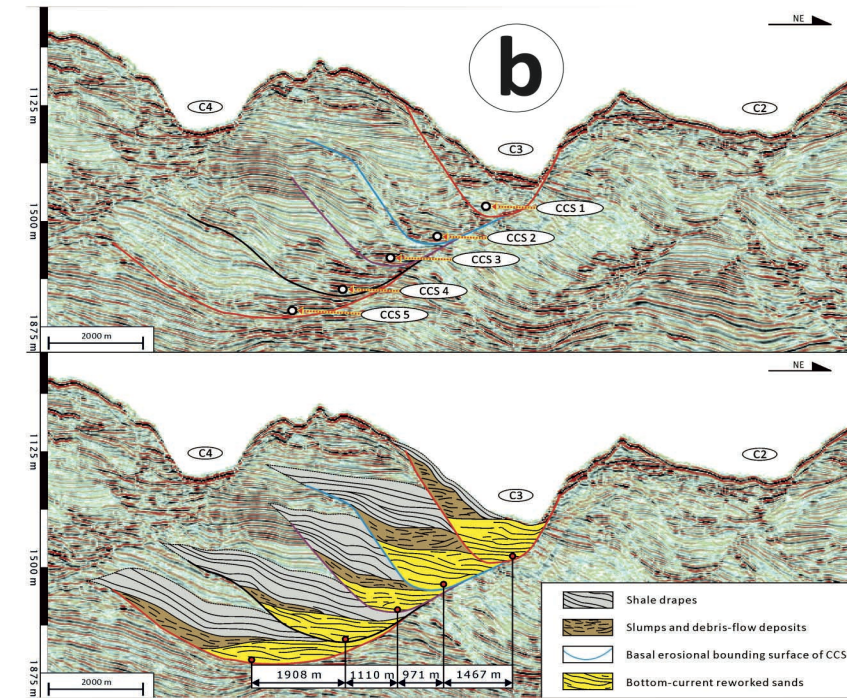 b
NE
C4
C3
C2
1125 m
1500 m
1875 m
CCS 1
CCS 2
CCS 3
CCS 4
CCS 5
2000 m
NE
C4
C3
C2
1125 m
1500 m
1875 m
2000 m
1908 m
1110 m
971 m
1467 m
Shale drapes
Slumps and debris-flow deposits
Basal erosional bounding surface of CCS
Bottom-current reworked sands